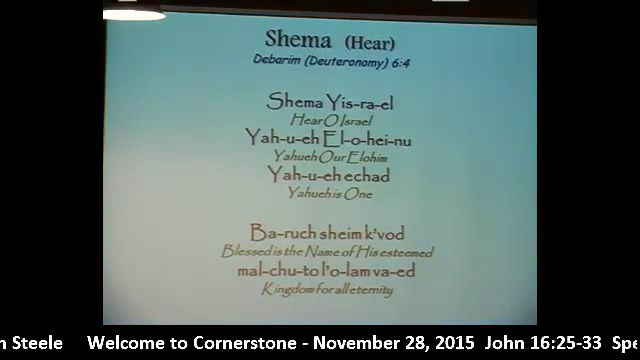 Shema (Hear)
Debarim (Deuteronomy) 6:4
Shema Yis-ra-el
Hear O Israel
Yah-u-eh El-o-hei-nu
Yahueh Our Elohim
Yah-u-eh echad
Yahueh is One
Ba-ruch sheim k'vod
Blessed is the Name of His esteemed
mal-chu-to l'o-lam va-ed
Kingdom for all eternity
n Steele Welcome to Cornerstone - November 28, 2015 John 16:25-33 Spe